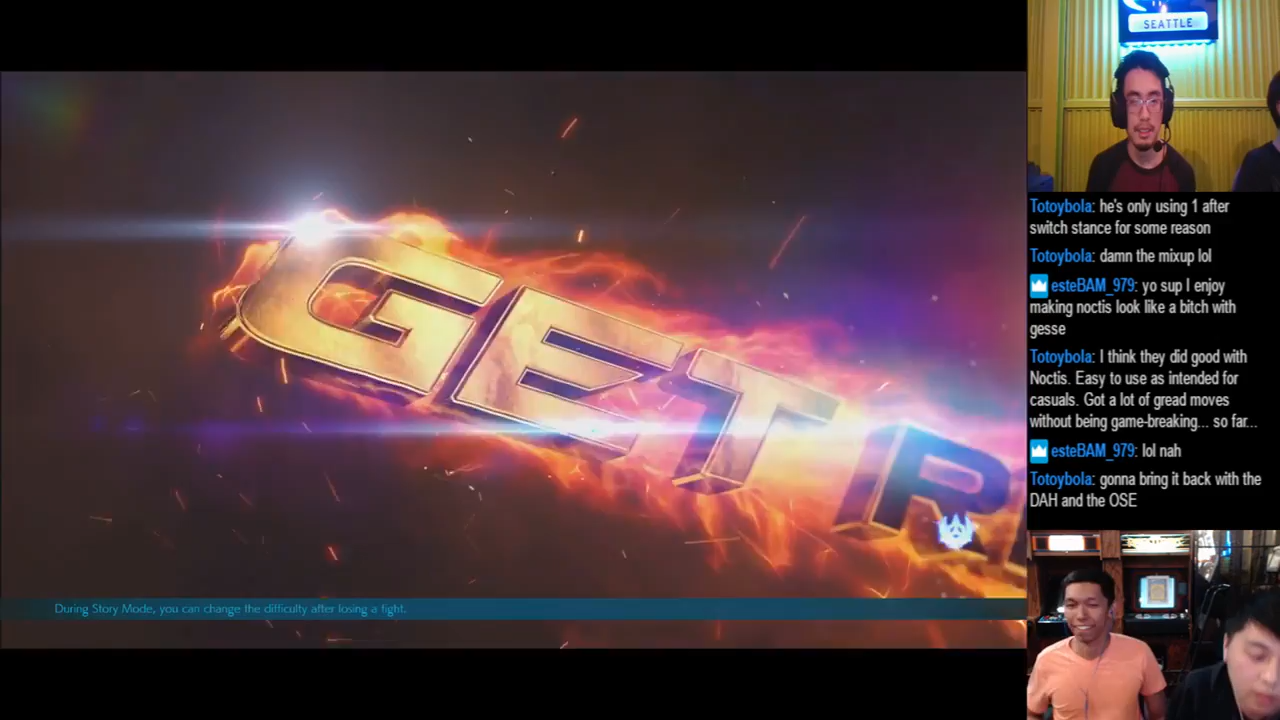 GET R
During Story Mode, you can change the difficulty after losing a fight.
SEATTLE
Totoybola: he's only using 1 after
switch stance for some reason
Totoybola: damn the mixup lol
esteBAM_979: yo sup I enjoy
making noctis look like a bitch with
gesse
Totoybola: I think they did good with
Noctis. Easy to use as intended for
casuals. Got a lot of gread moves
without being game-breaking... so far...
esteBAM_979: lol nah
Totoybola: gonna bring it back with the
DAH and the OSE